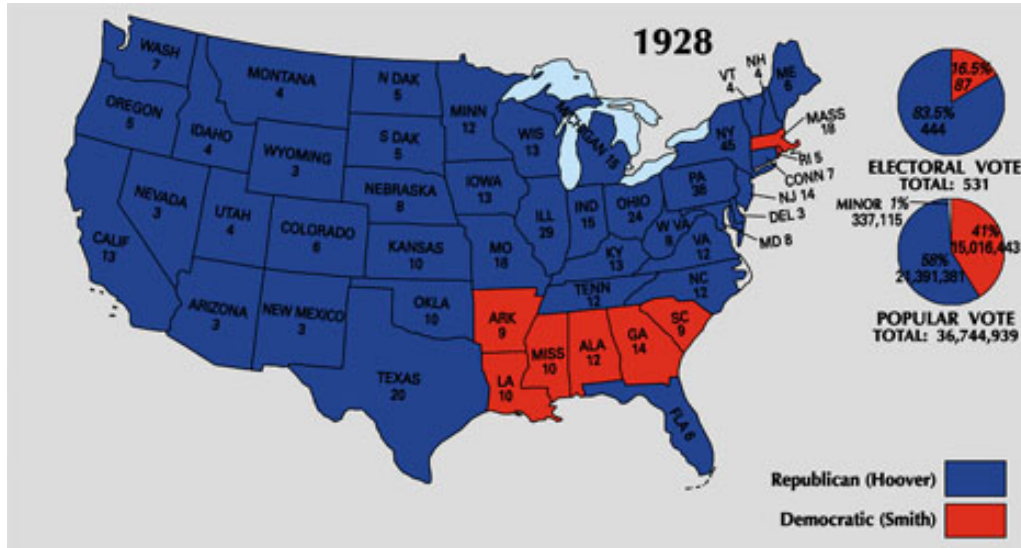 1928
WASH
7
OREGON
5
CALIF
13
NEVADA
3
IDAHO
4
MONTANA
4
WYOMING
3
UTAH
4
COLORADO
6
ARIZONA
3
NEW MEXICO
3
N DAK
5
S DAK
5
NEBRASKA
8
KANSAS
10
OKLA
10
TEXAS
20
MINN
12
IOWA
13
MO
18
ARK
9
LA
10
WIS
13
ILL
29
MICHIGAN 15
IND
15
OHIO
24
KY
13
TENN
12
MISS
10
ALA
12
GA
14
FLA 6
SC
9
NC
12
VA
12
W VA
8
PA
38
NY
45
VT
4
NH
4
ME
6
MASS
18
RI 5
CONN 7
NJ 14
DEL 3
MD 8
16.5%
87
83.5%
444
ELECTORAL VOTE
TOTAL: 531
MINOR 1%
337,115
41%
15,016,443
58%
21,391,381
POPULAR VOTE
TOTAL: 36,744,939
Republican (Hoover)
Democratic (Smith)